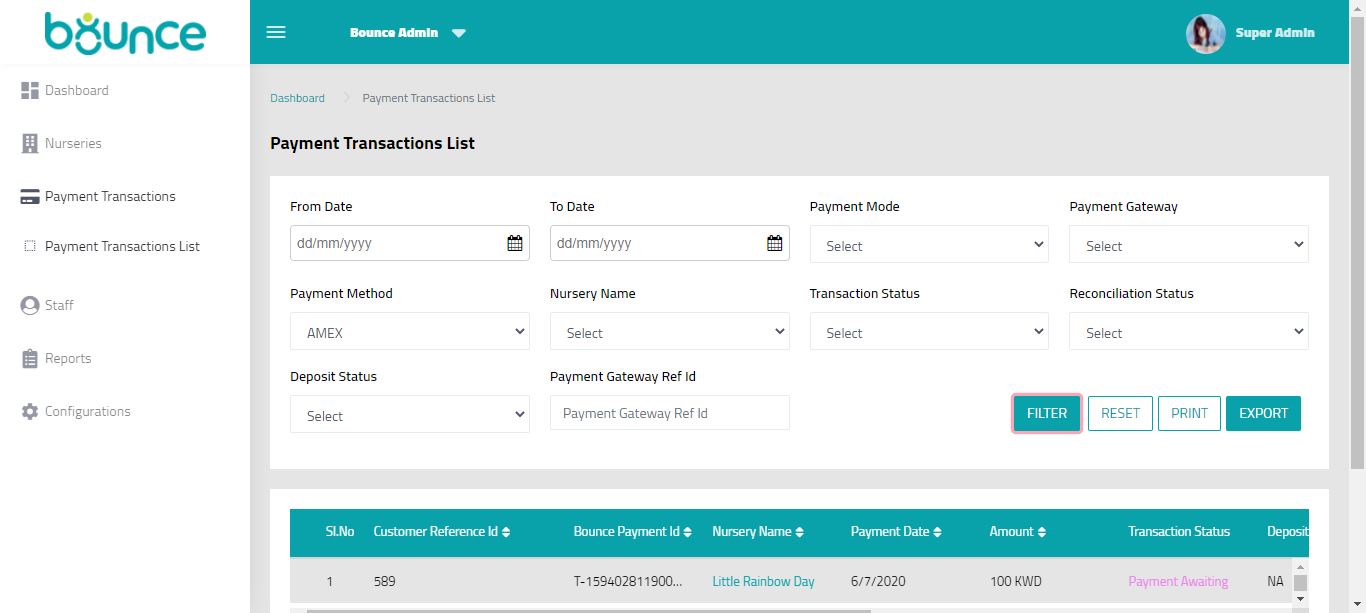 bounce
Bounce Admin
Super Admin
Dashboard
Nurseries
Payment Transactions
Payment Transactions List
Staff
Reports
Configurations
Dashboard Payment Transactions List
Payment Transactions List
From Date To Date Payment Mode Payment Gateway
dd/mm/yyyy dd/mm/yyyy Select Select
Payment Method Nursery Name Transaction Status Reconciliation Status
AMEX Select Select Select
Deposit Status Payment Gateway Ref Id
Select Payment Gateway Ref Id FILTER RESET PRINT EXPORT
Sl.No Customer Reference Id Bounce Payment Id Nursery Name Payment Date Amount Transaction Status Deposit
1 589 T-159402811900... Little Rainbow Day 6/7/2020 100 KWD Payment Awaiting NA